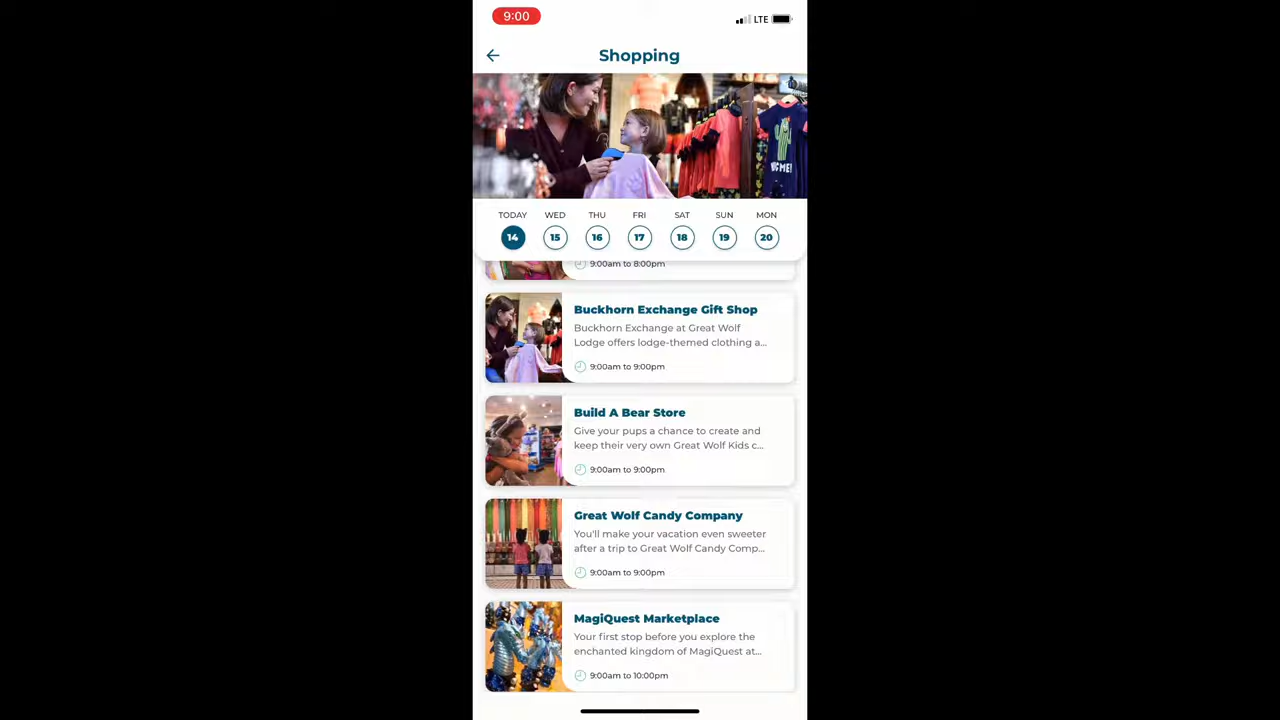 9:00
LTE
Shopping
ME!
TODAY WED THU FRI SAT SUN MON
14 15 16 17 18 19 20
9:00am to 8:00pm
Buckhorn Exchange Gift Shop
Buckhorn Exchange at Great Wolf
Lodge offers lodge-themed clothing a...
9:00am to 9:00pm
Build A Bear Store
Give your pups a chance to create and
keep their very own Great Wolf Kids c...
9:00am to 9:00pm
Great Wolf Candy Company
You'll make your vacation even sweeter
after a trip to Great Wolf Candy Comp...
9:00am to 9:00pm
MagiQuest Marketplace
Your first stop before you explore the
enchanted kingdom of MagiQuest at...
9:00am to 10:00pm